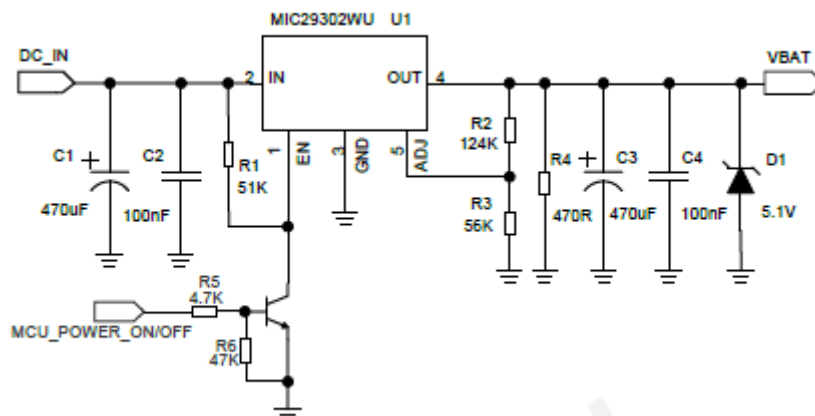 MIC29302WU U1
DC_IN
VBAT
2 IN
OUT 4
1
EN
3
GND
5
ADJ
C1
C2
R1
51K
470uF
100nF
R2
124K
R3
56K
R4
470R
C3
470uF
C4
100nF
D1
5.1V
R5
4.7K
MCU_POWER_ON/OFF
R6
47K